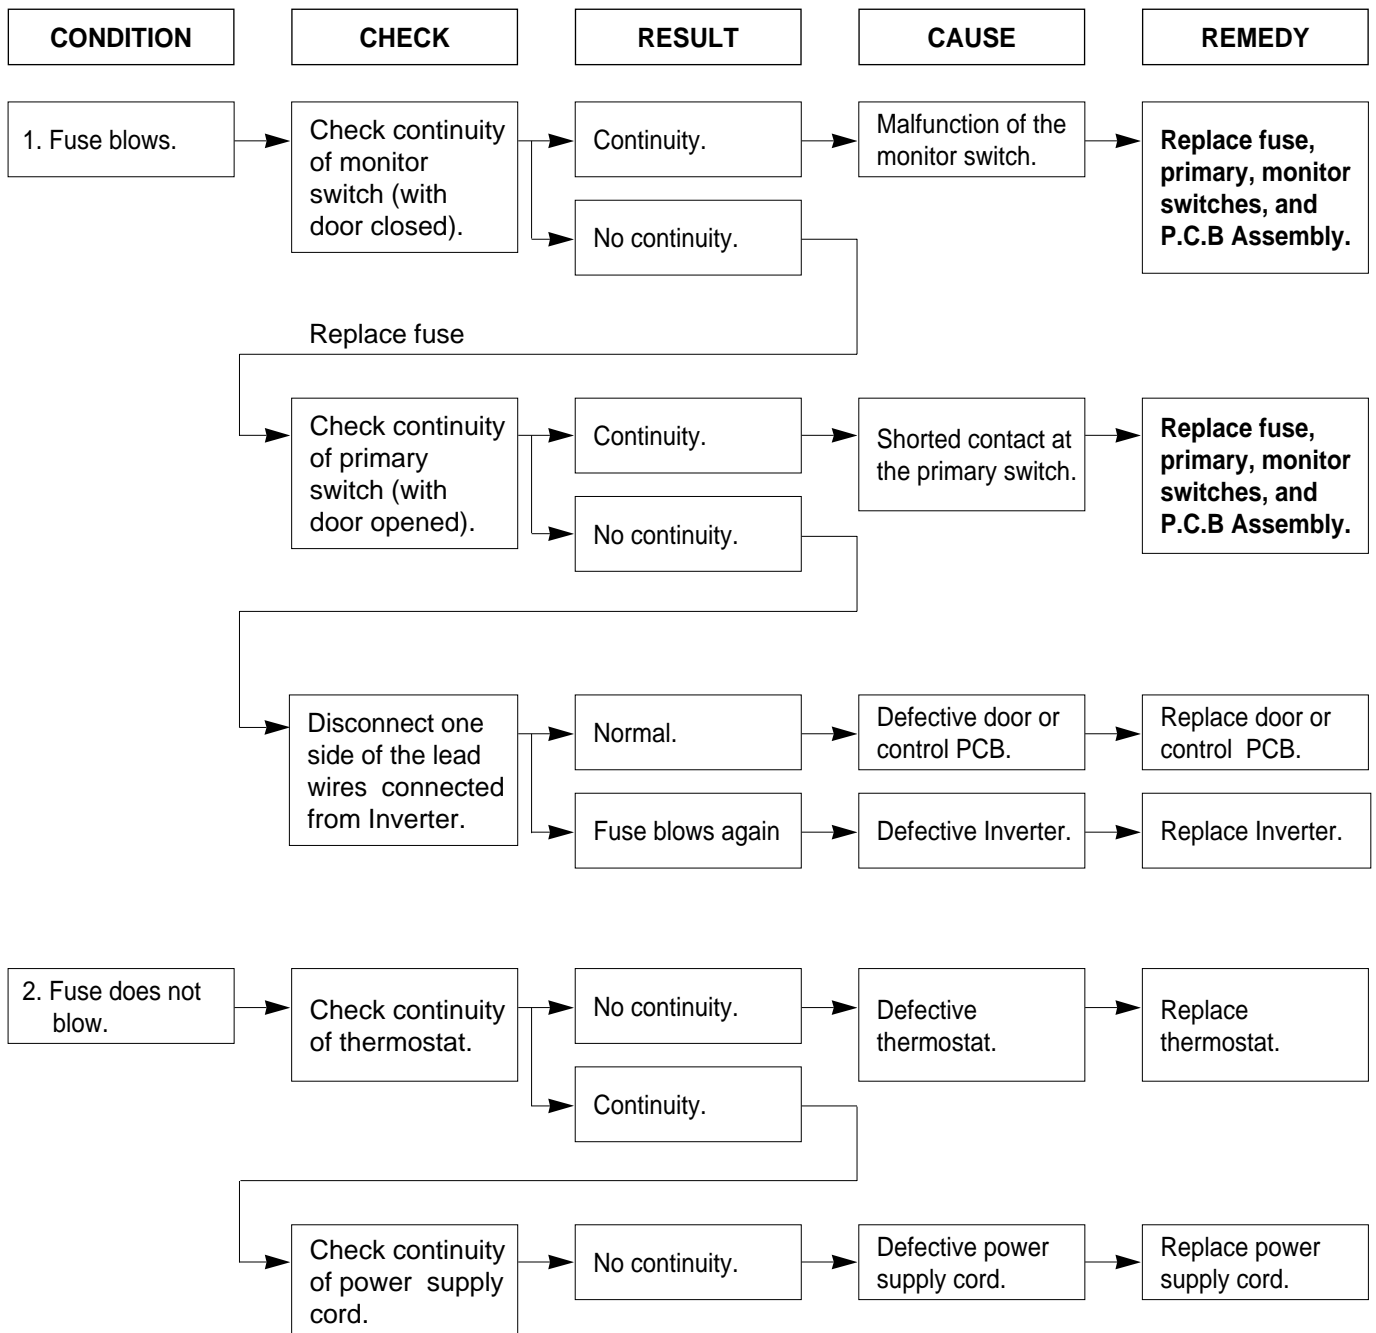 CONDITION
CHECK
RESULT
CAUSE
REMEDY
1. Fuse blows.
Check continuity
of monitor
switch (with
door closed).
Continuity.
Malfunction of the
monitor switch.
Replace fuse,
primary, monitor
switches, and
P.C.B Assembly.
No continuity.
Replace fuse
Check continuity
of primary
switch (with
door opened).
Continuity.
Shorted contact at
the primary switch.
Replace fuse,
primary, monitor
switches, and
P.C.B Assembly.
No continuity.
Disconnect one
side of the lead
wires connected
from Inverter.
Normal.
Defective door or
control PCB.
Replace door or
control PCB.
Fuse blows again
Defective Inverter.
Replace Inverter.
2. Fuse does not
blow.
Check continuity
of thermostat.
No continuity.
Defective
thermostat.
Replace
thermostat.
Continuity.
Check continuity
of power supply
cord.
No continuity.
Defective power
supply cord.
Replace power
supply cord.